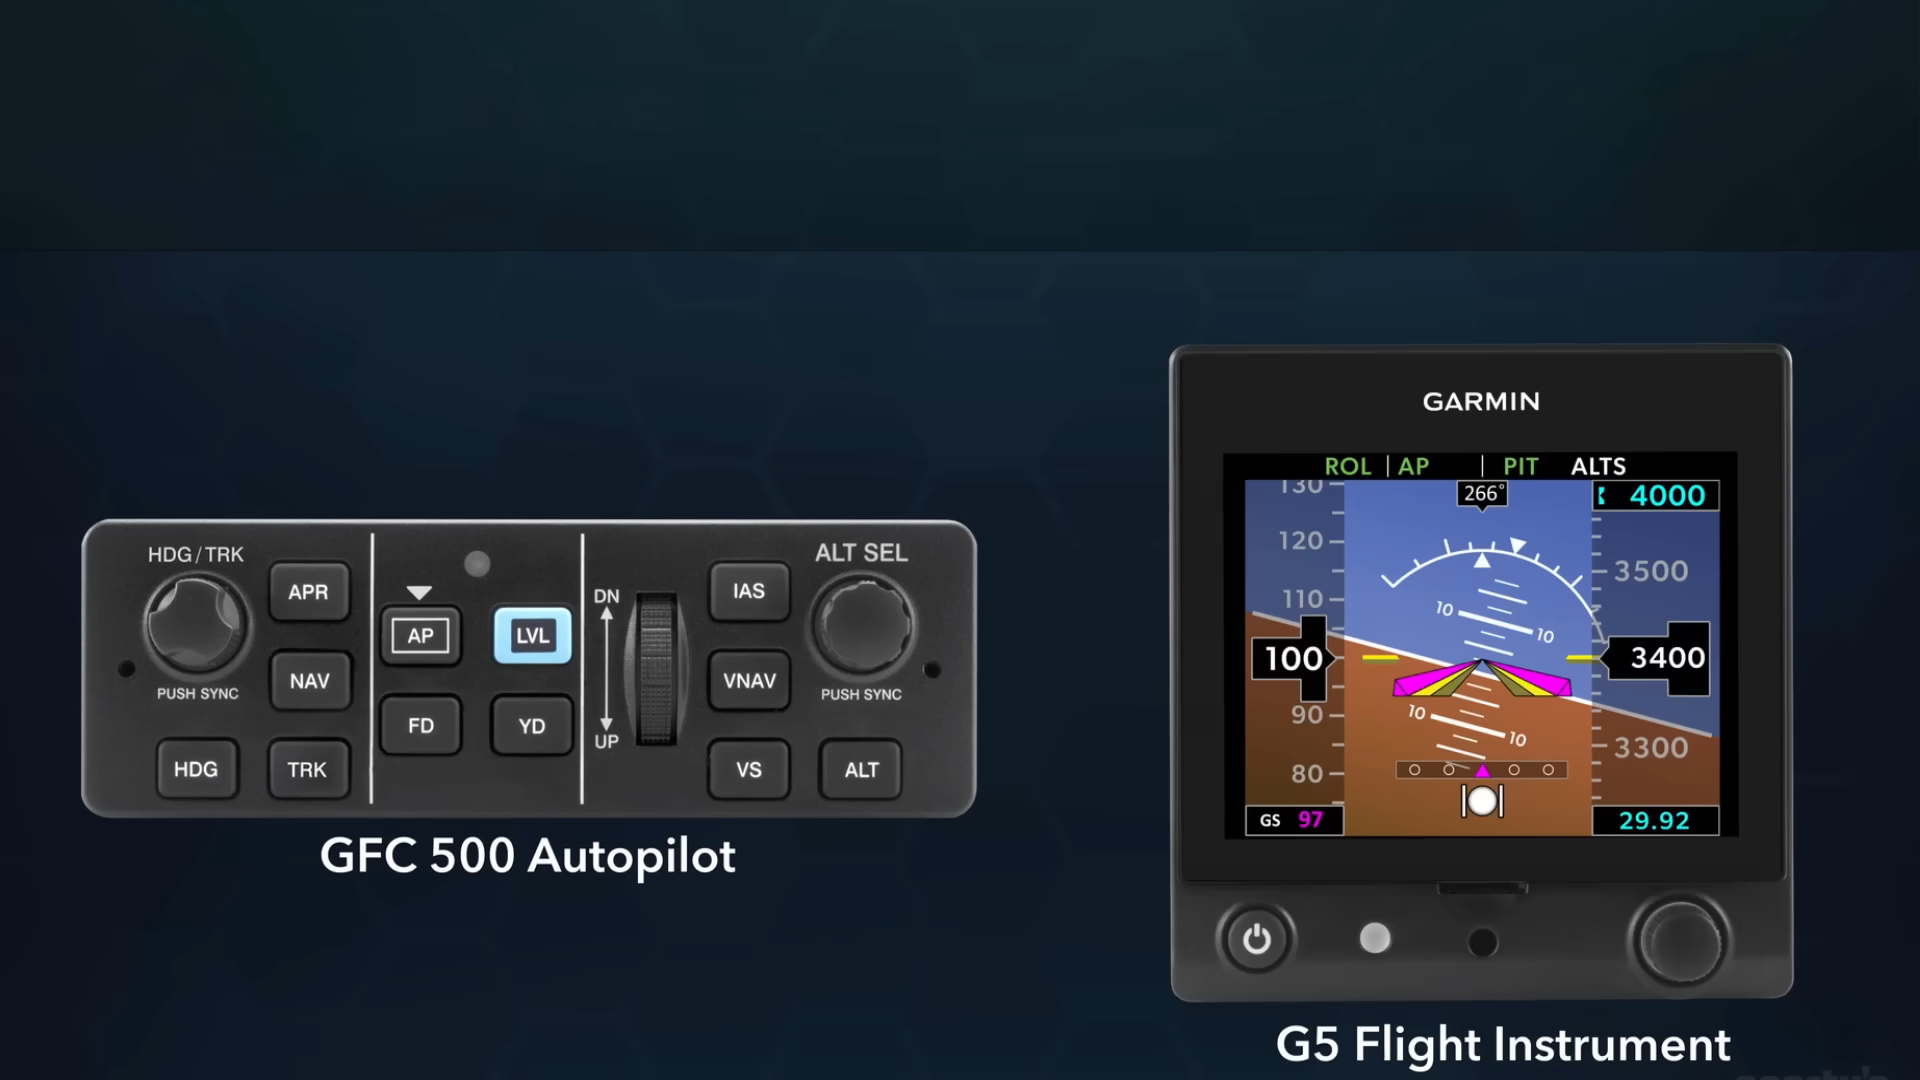 HDG / TRK
APR
PUSH SYNC
NAV
HDG
TRK
AP
LVL
FD
YD
DN
UP
IAS
VNAV
VS
ALT SEL
PUSH SYNC
ALT
GFC 500 Autopilot
GARMIN
ROL AP PIT ALTS
130
266°
4000
120
3500
110
10 10
100
3400
90
10 10
3300
80
GS 97
29.92
G5 Flight Instrument